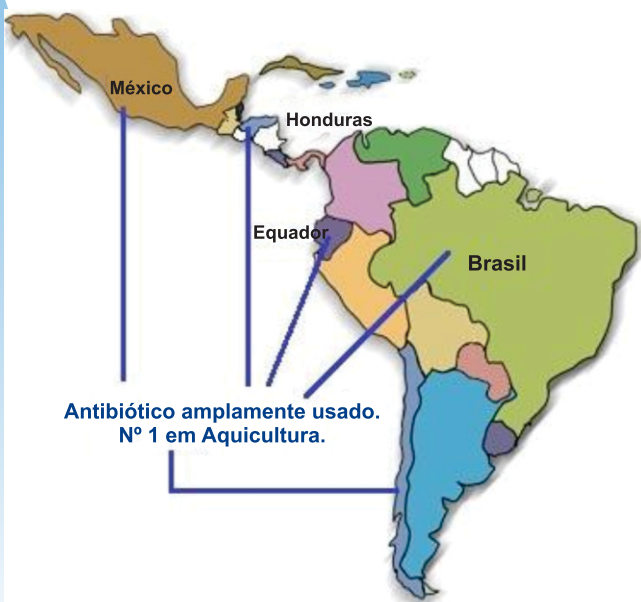 México
Honduras
Equador
Brasil
Antibiótico amplamente usado.
Nº 1 em Aquicultura.